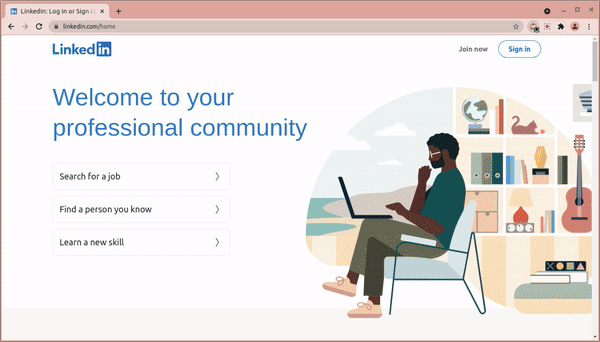 LinkedIn: Log In or Sign U
linkedin.com/home
Linkedin
Join now
Sign in
Welcome to your
professional community
Search for a job
Find a person you know
Learn a new skill